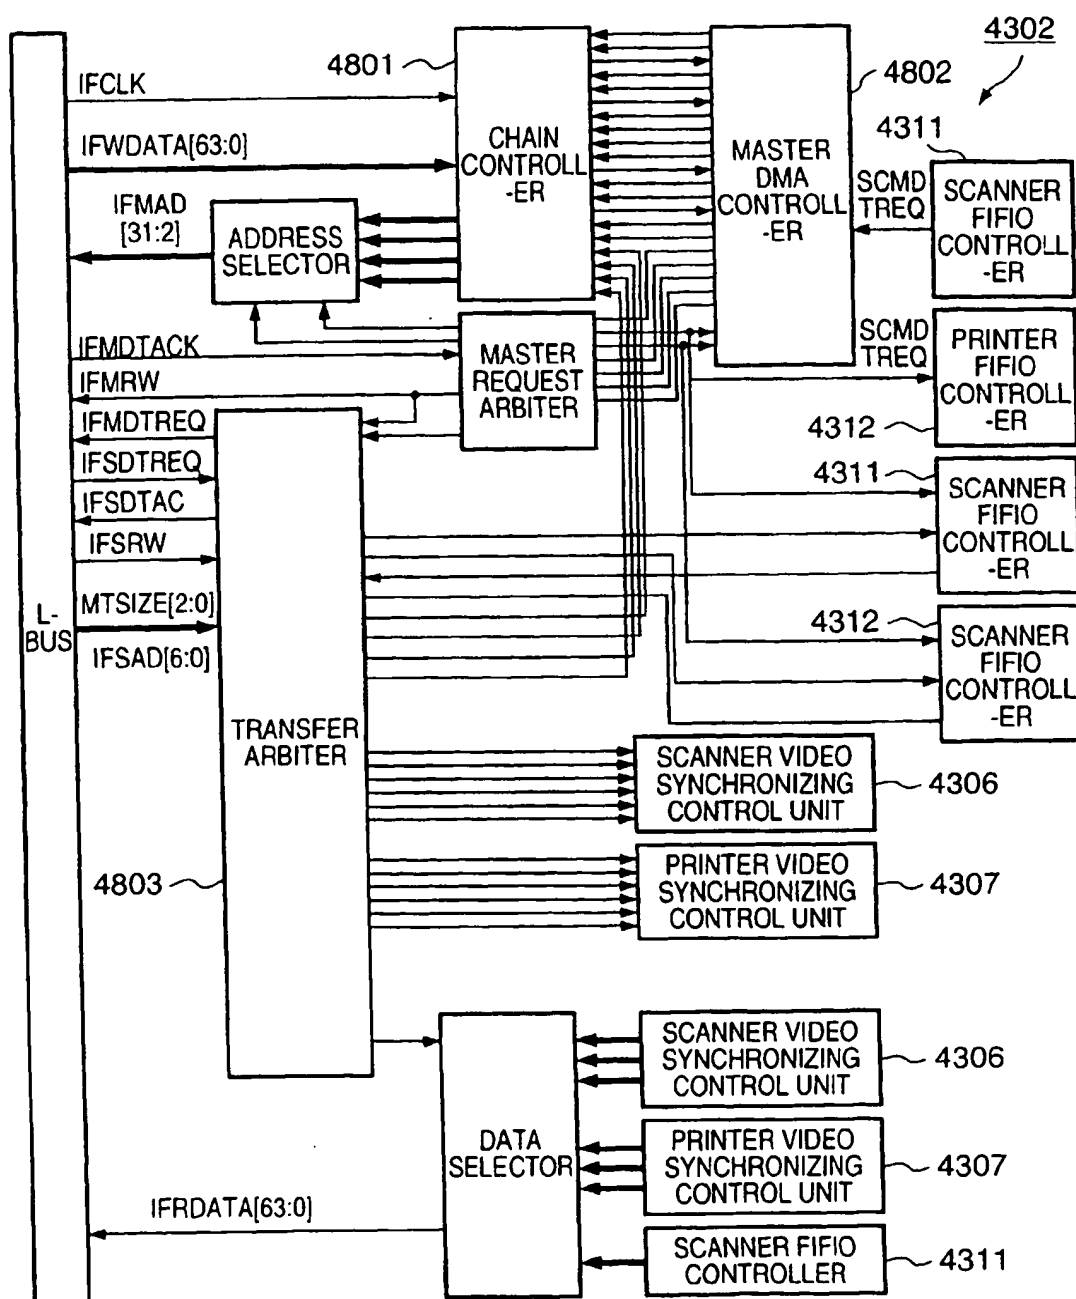 4302
4801
4802
4311
IFCLK
IFWDATA[63:0]
IFMAD
[31:2]
ADDRESS
SELECTOR
CHAIN
CONTROLL
-ER
MASTER
DMA
CONTROLL
-ER
SCMD
TREQ
SCANNER
FIFIO
CONTROLL
-ER
IFMDTACK
IFMRW
IFMDTREQ
IFSDTREQ
IFSDTAC
IFSRW
MTSIZE[2:0]
IFSAD[6:0]
L-
BUS
MASTER
REQUEST
ARBITER
SCMD
TREQ
PRINTER
FIFIO
CONTROLL
-ER
4312
4311
SCANNER
FIFIO
CONTROLL
-ER
4312
SCANNER
FIFIO
CONTROLL
-ER
TRANSFER
ARBITER
4803
SCANNER VIDEO
SYNCHRONIZING
CONTROL UNIT
4306
PRINTER VIDEO
SYNCHRONIZING
CONTROL UNIT
4307
DATA
SELECTOR
SCANNER VIDEO
SYNCHRONIZING
CONTROL UNIT
4306
PRINTER VIDEO
SYNCHRONIZING
CONTROL UNIT
4307
IFRDATA[63:0]
SCANNER FIFIO
CONTROLLER
4311